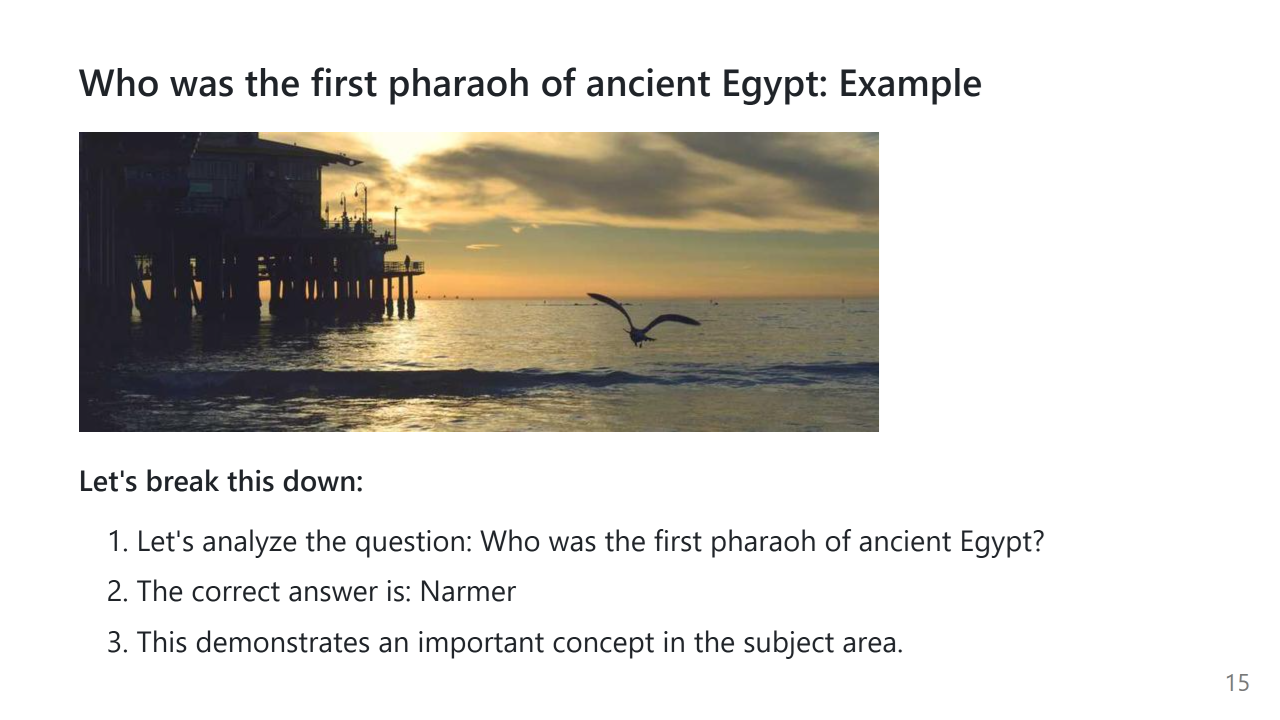 Who was the first pharaoh of ancient Egypt: Example
Let's break this down:
1. Let's analyze the question: Who was the first pharaoh of ancient Egypt?
2. The correct answer is: Narmer
3. This demonstrates an important concept in the subject area.
15